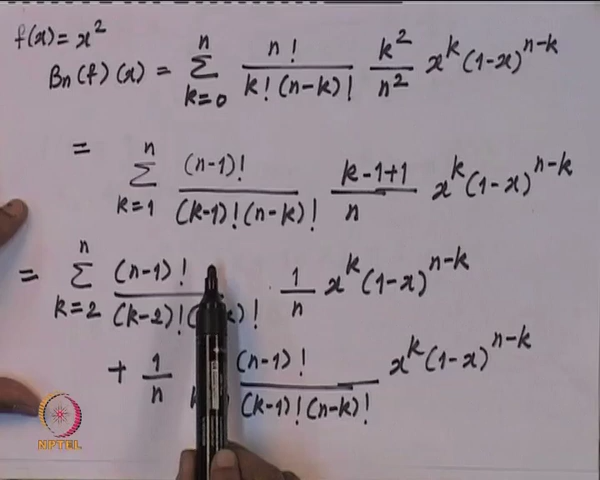 f(x) = x²
Bn(f)(x) = Σ_{k=0}^{n} n! / k!(n-k)! k²/n² x^k (1-x)^{n-k}
= Σ_{k=1}^{n} (n-1)! / (k-1)!(n-k)! k-1+1 / n x^k (1-x)^{n-k}
= Σ_{k=2}^{n} (n-1)! / (k-2)!( k)! 1/n x^k (1-x)^{n-k}
+ 1/n (n-1)! / (k-1)!(n-k)! x^k (1-x)^{n-k}
NPTEL